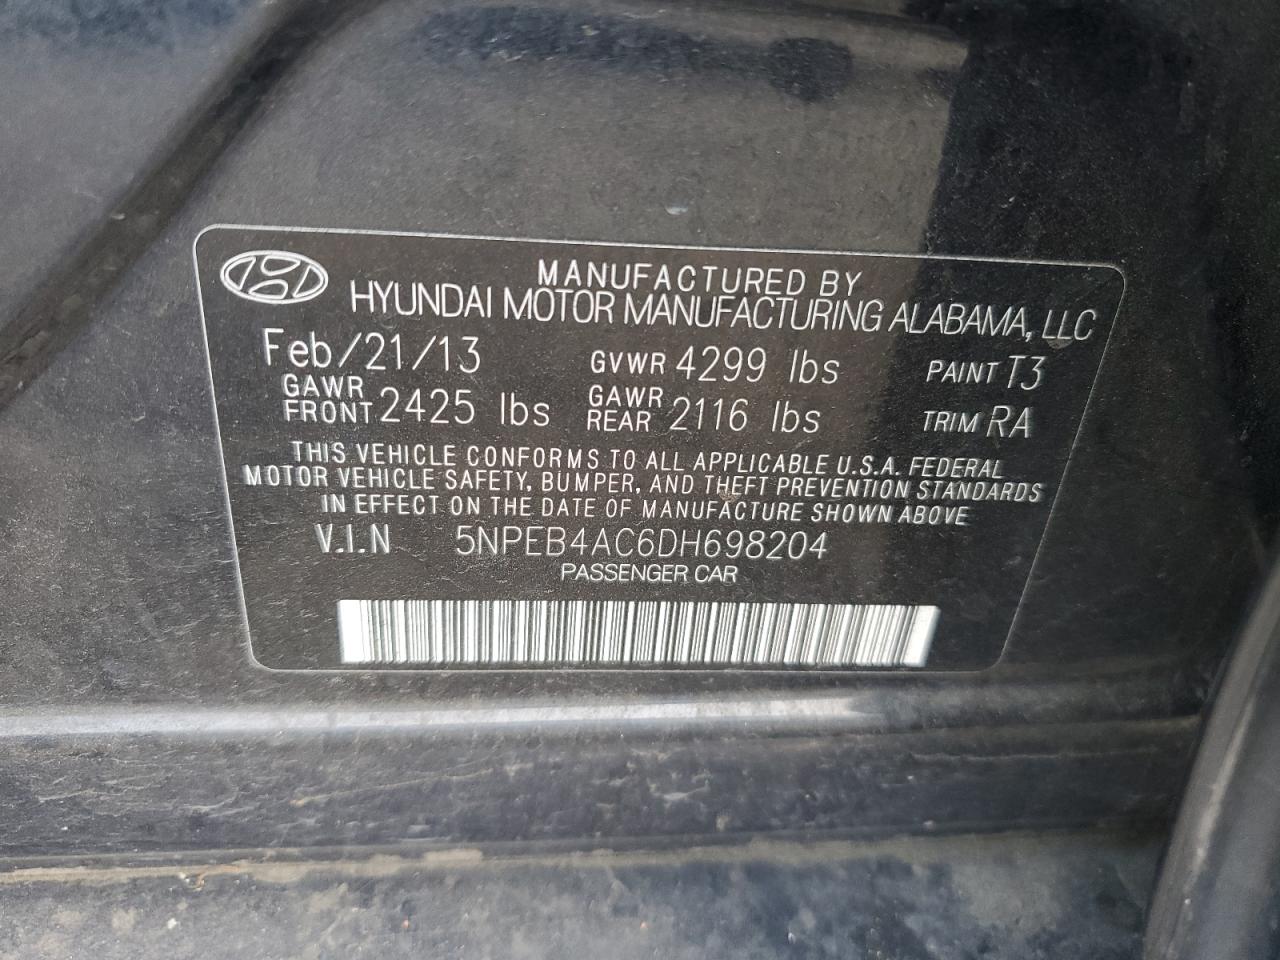 MANUFACTURED BY
HYUNDAI MOTOR MANUFACTURING ALABAMA, LLC
Feb/21/13 GVWR 4299 lbs PAINT T3
GAWR FRONT 2425 lbs GAWR REAR 2116 lbs TRIM RA
THIS VEHICLE CONFORMS TO ALL APPLICABLE U.S.A. FEDERAL
MOTOR VEHICLE SAFETY, BUMPER, AND THEFT PREVENTION STANDARDS
IN EFFECT ON THE DATE OF MANUFACTURE SHOWN ABOVE
V.I.N 5NPEB4AC6DH698204
PASSENGER CAR